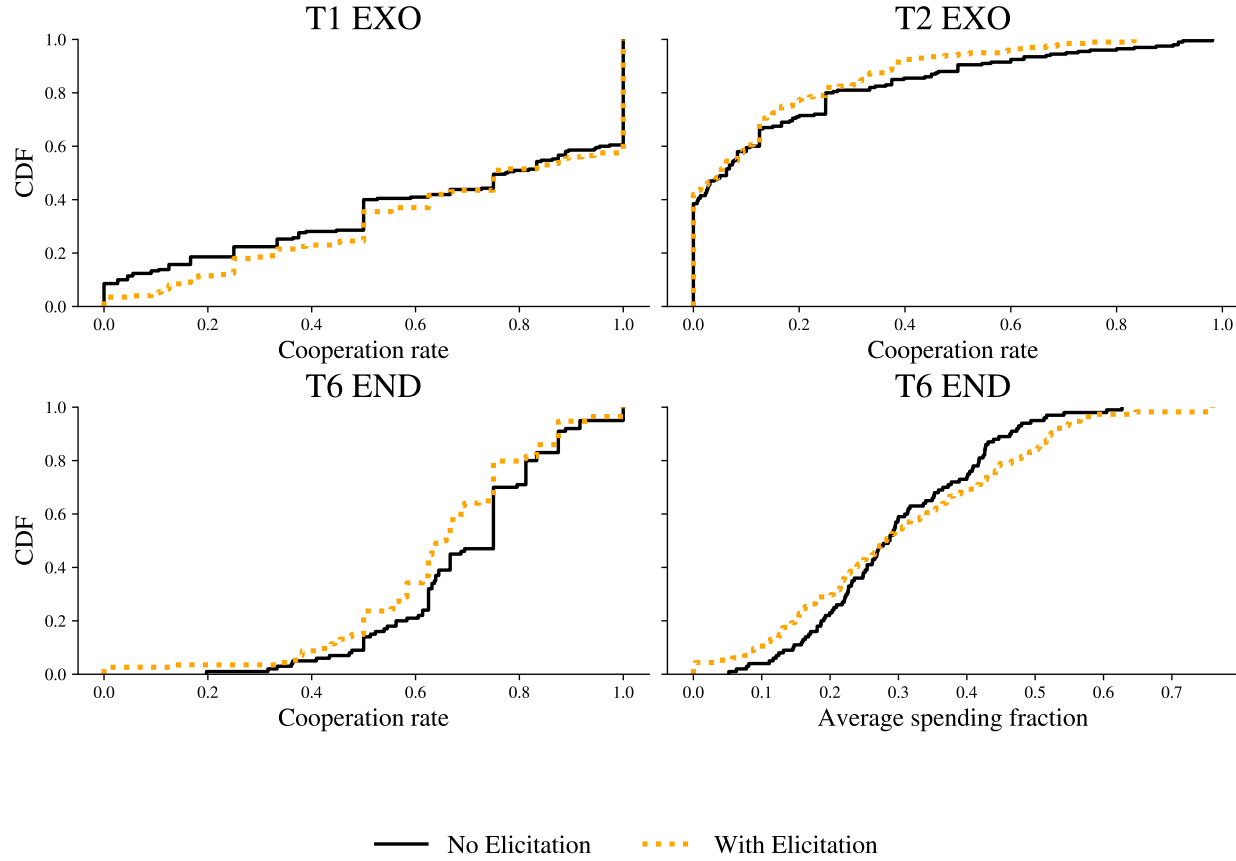 T1 EXO
T2 EXO
CDF
1.0
0.8
0.6
0.4
0.2
0.0
0.0 0.2 0.4 0.6 0.8 1.0
Cooperation rate
0.0 0.2 0.4 0.6 0.8 1.0
Cooperation rate
T6 END
T6 END
CDF
1.0
0.8
0.6
0.4
0.2
0.0
0.0 0.2 0.4 0.6 0.8 1.0
Cooperation rate
0.0 0.1 0.2 0.3 0.4 0.5 0.6 0.7
Average spending fraction
No Elicitation
With Elicitation